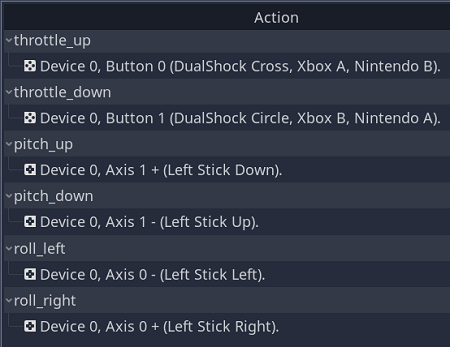 Action
throttle_up
Device 0, Button 0 (DualShock Cross, Xbox A, Nintendo B).
throttle_down
Device 0, Button 1 (DualShock Circle, Xbox B, Nintendo A).
pitch_up
Device 0, Axis 1 + (Left Stick Down).
pitch_down
Device 0, Axis 1 - (Left Stick Up).
roll_left
Device 0, Axis 0 - (Left Stick Left).
roll_right
Device 0, Axis 0 + (Left Stick Right).